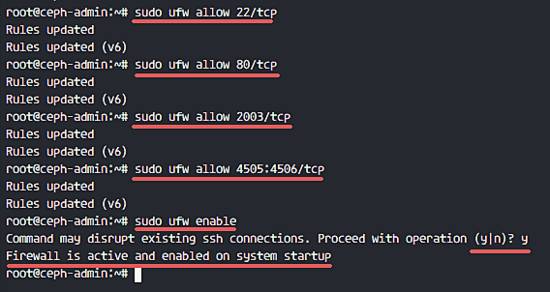 root@ceph-admin:~# sudo ufw allow 22/tcp
Rules updated
Rules updated (v6)
root@ceph-admin:~# sudo ufw allow 80/tcp
Rules updated
Rules updated (v6)
root@ceph-admin:~# sudo ufw allow 2003/tcp
Rules updated
Rules updated (v6)
root@ceph-admin:~# sudo ufw allow 4505:4506/tcp
Rules updated
Rules updated (v6)
root@ceph-admin:~# sudo ufw enable
Command may disrupt existing ssh connections. Proceed with operation (y|n)? y
Firewall is active and enabled on system startup
root@ceph-admin:~#